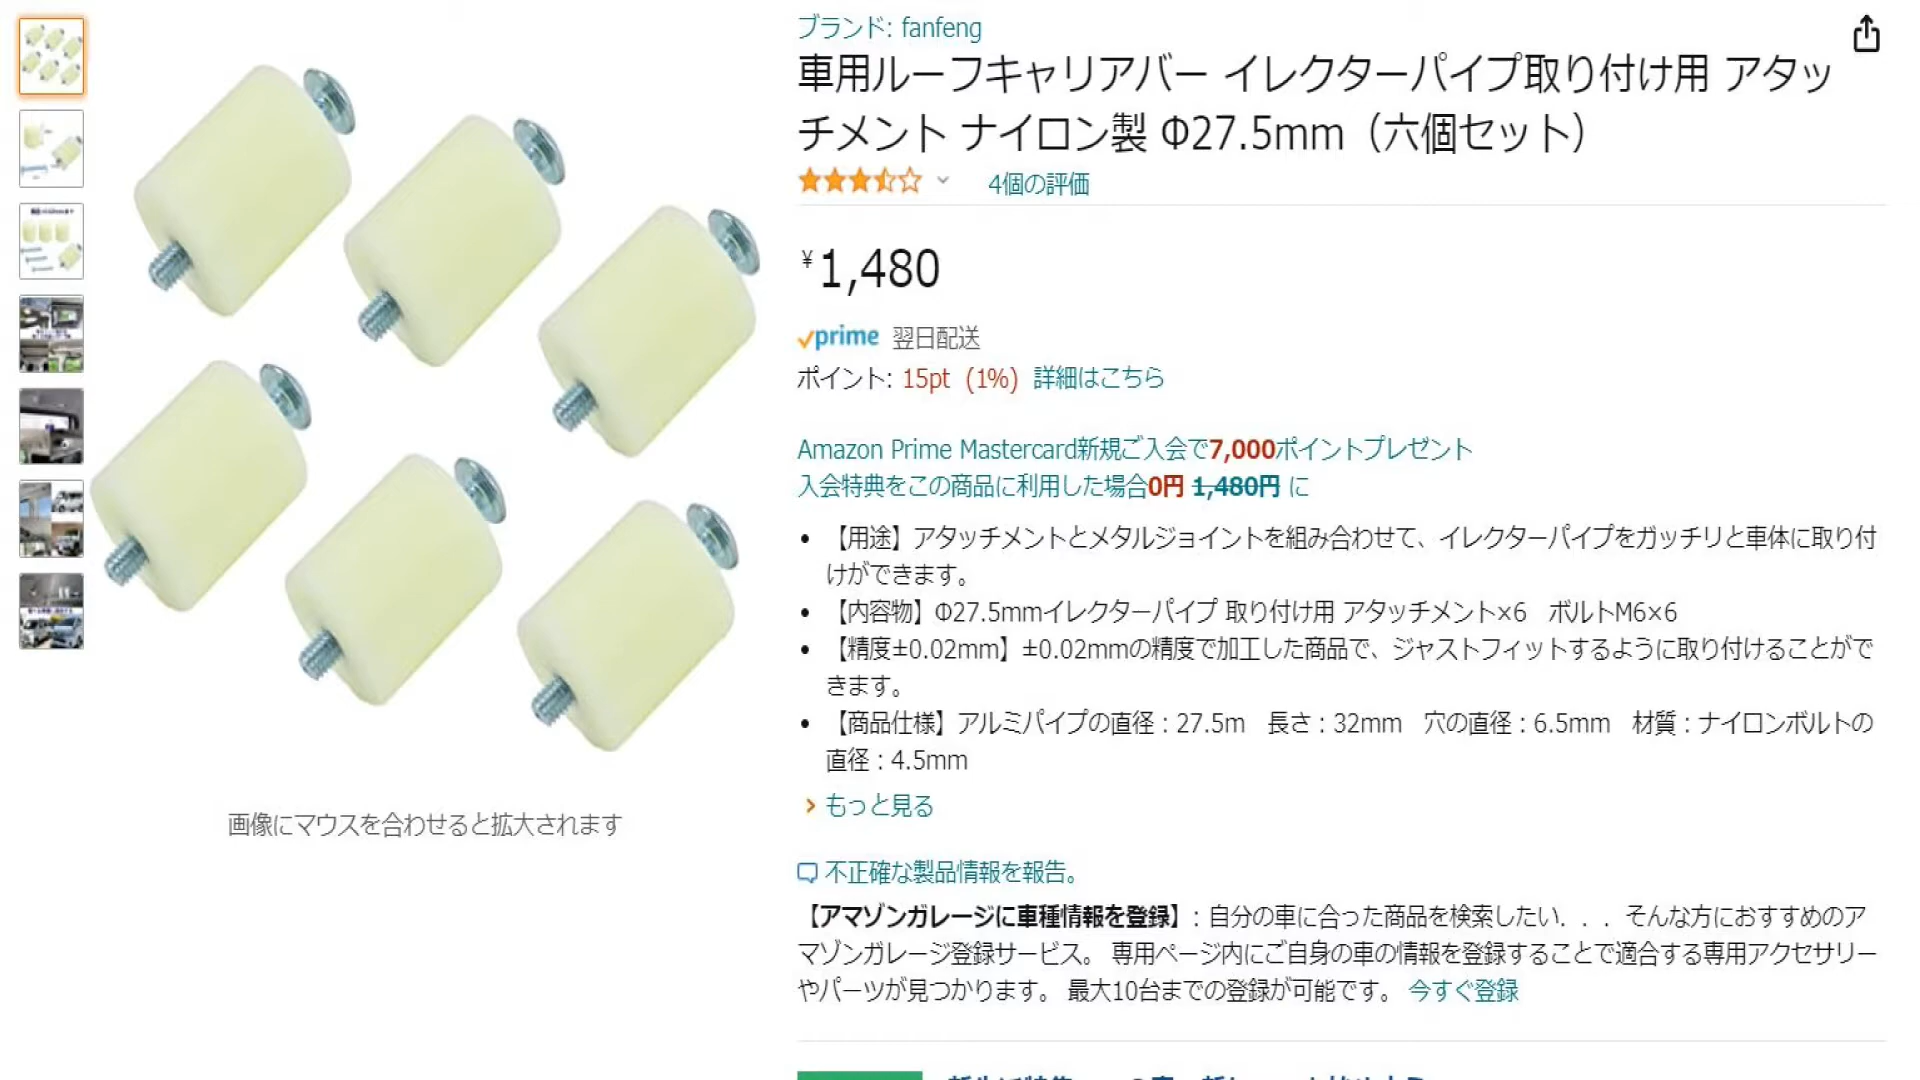 ブランド: fanfeng
車用ルーフキャリアバー イレクターパイプ取り付け用 アタッ
チメント ナイロン製 Φ27.5mm（六個セット）
4個の評価
¥1,480
prime 翌日配送
ポイント: 15pt (1%) 詳細はこちら
Amazon Prime Mastercard新規ご入会で7,000ポイントプレゼント
入会特典をこの商品に利用した場合0円 1,480円 に
• 【用途】アタッチメントとメタルジョイントを組み合わせて、イレクターパイプをガッチリと車体に取り付
けができます。
• 【内容物】Φ27.5mmイレクターパイプ 取り付け用 アタッチメント×6　ボルトM6×6
• 【精度±0.02mm】±0.02mmの精度で加工した商品で、ジャストフィットするように取り付けることがで
きます。
• 【商品仕様】アルミパイプの直径：27.5m　長さ：32mm　穴の直径：6.5mm　材質：ナイロンボルトの
直径：4.5mm
もっと見る
画像にマウスを合わせると拡大されます
不正確な製品情報を報告。
【アマゾンガレージに車種情報を登録】: 自分の車に合った商品を検索したい．．．そんな方におすすめのア
マゾンガレージ登録サービス。 専用ページ内にご自身の車の情報を登録することで適合する専用アクセサリー
やパーツが見つかります。 最大10台までの登録が可能です。 今すぐ登録